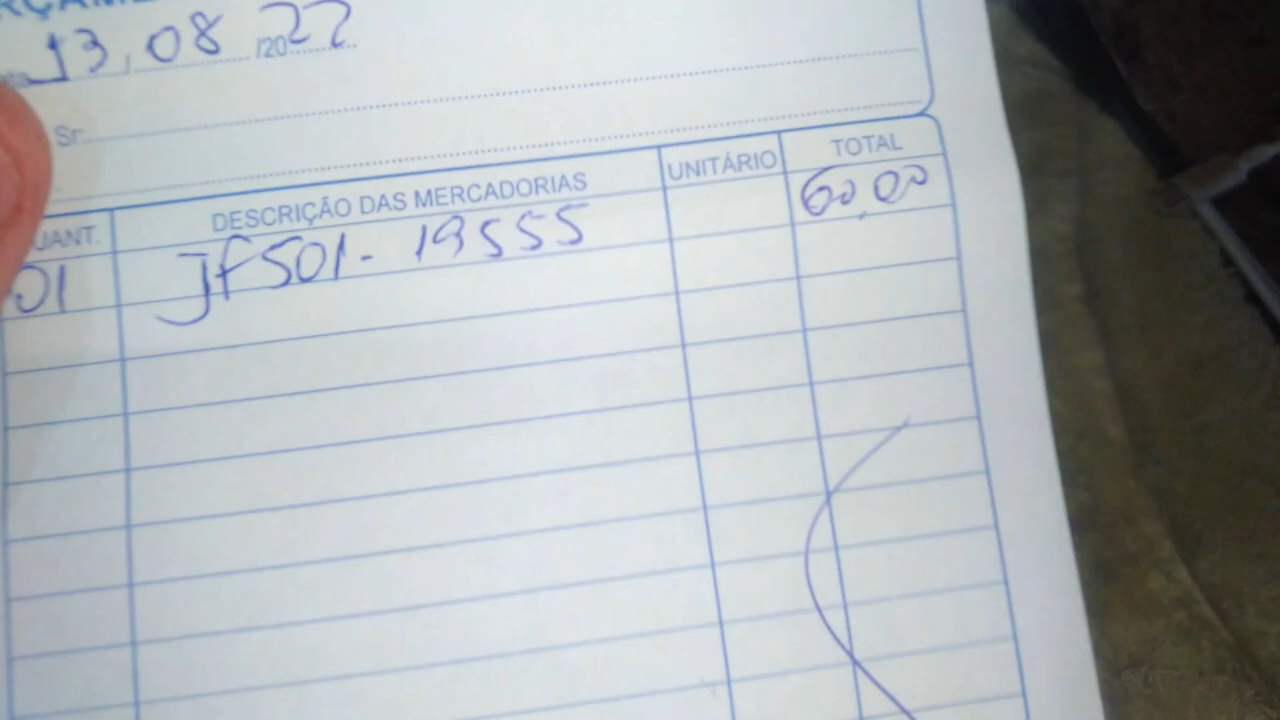 13,08/2022
Sr.
UANT. DESCRIÇÃO DAS MERCADORIAS UNITÁRIO TOTAL
01 Jf501- 19555 60,00